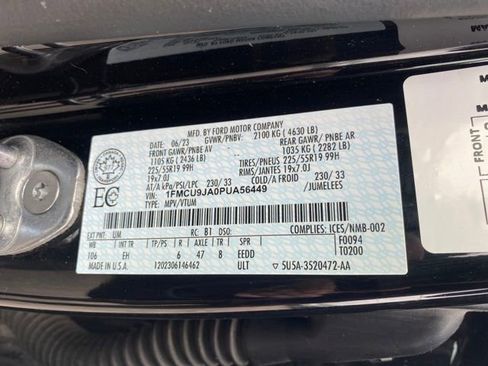 MFD. BY FORD MOTOR COMPANY
DATE: 06/23 GVWR/PNBV: 2100 KG ( 4630 LB)
FRONT GAWR/PNBE AV REAR GAWR/PNBE AR
1105 KG ( 2436 LB) 1035 KG ( 2282 LB)
225/55R19 99H TIRES/PNEUS 225/55R19 99H
19x7.0J RIMS/JANTES 19x7.0J
AT/A kPa/PSI/LPC 230/ 33 COLD/A FROID 230/ 33
VIN: 1FMCU9JA0PUA56449 /JUMELEES
TYPE: MPV/VTUM
EC
EXT PNT: UM RC: BT DSO: COMPLIES: ICES/NMB-002
WB INT TR TP/PS R AXLE TR SPR F0094
106 EH 6 47 8 EEDD T0200
MADE IN U.S.A. 1202306146462 ULT 5U5A-3520472-AA